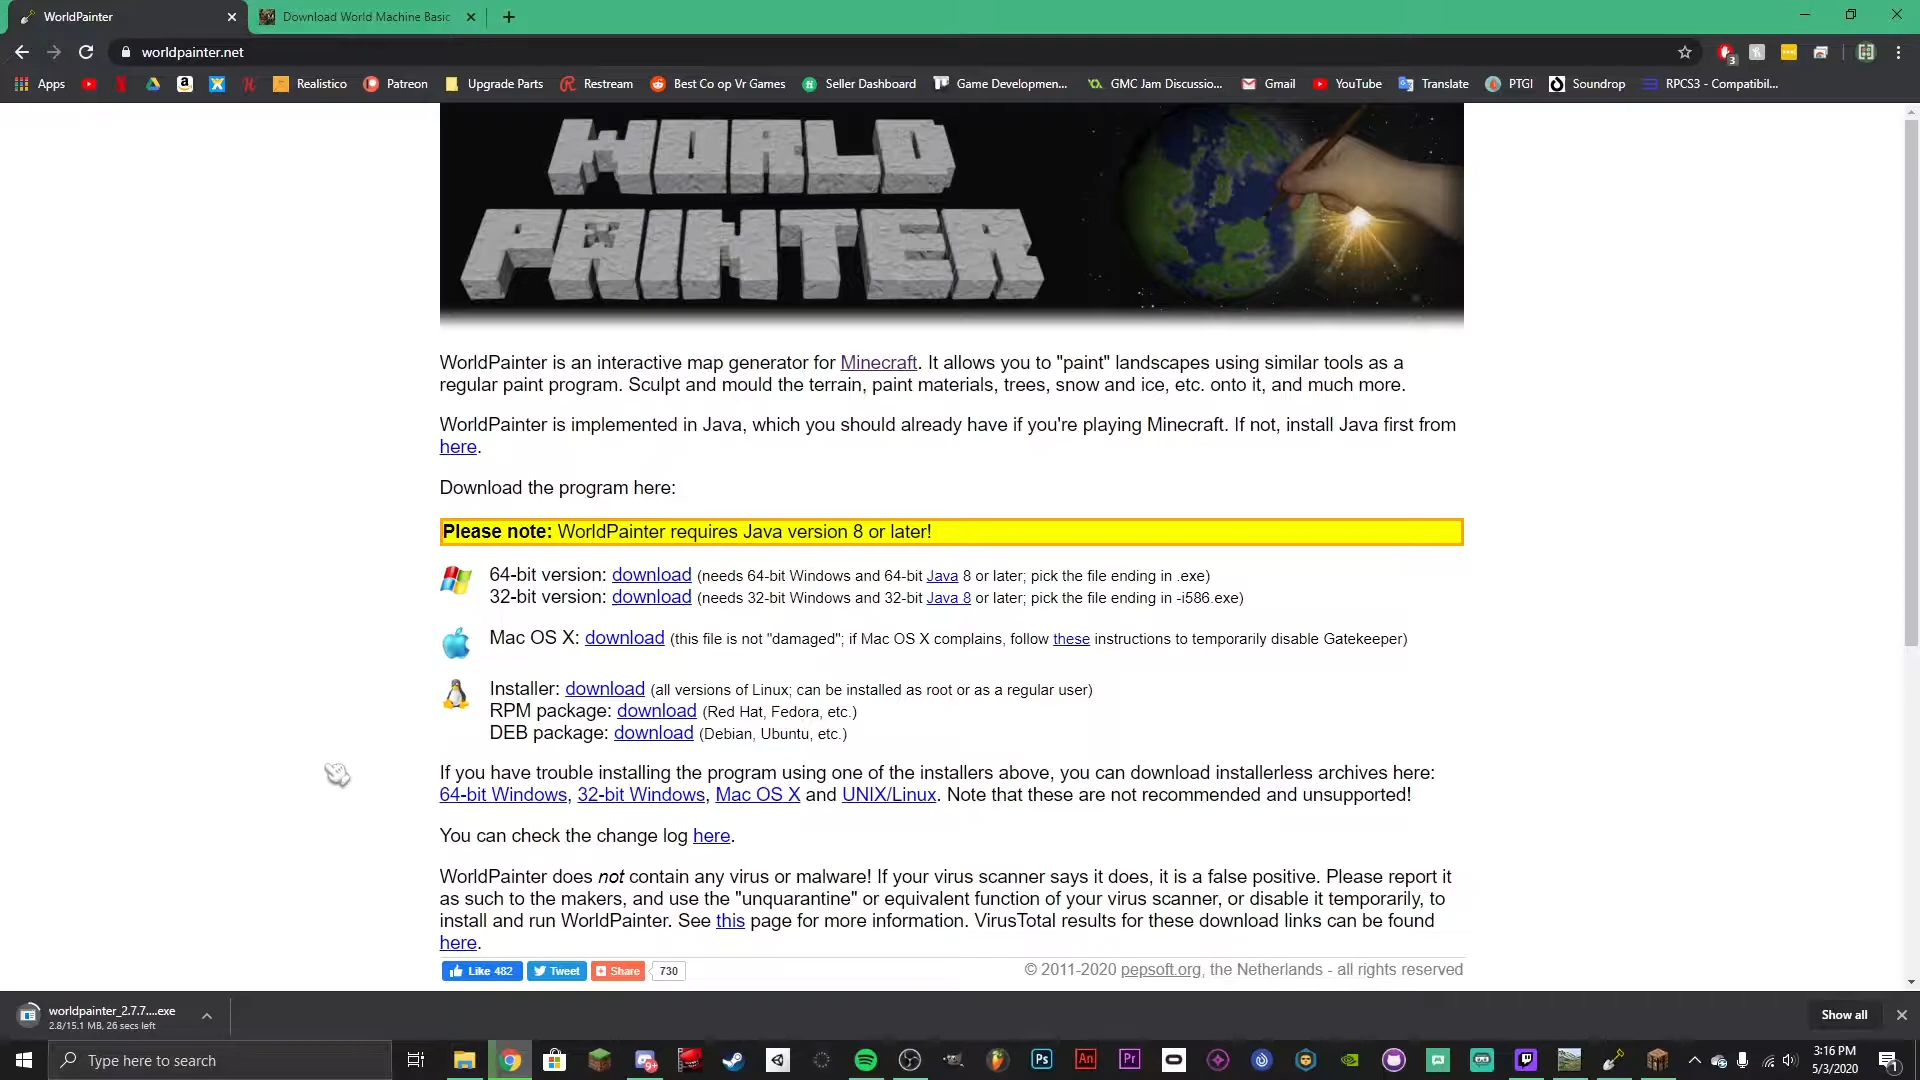 WorldPainter
Download World Machine Basic
worldpainter.net
3
Apps
Realistico
Patreon
Upgrade Parts
Restream
Best Co op Vr Games
Seller Dashboard
Game Developmen...
GMC Jam Discussio...
Gmail
YouTube
Translate
PTGI
Soundrop
RPCS3 - Compatibil...
WORLD
PAINTER
WorldPainter is an interactive map generator for Minecraft. It allows you to "paint" landscapes using similar tools as a
regular paint program. Sculpt and mould the terrain, paint materials, trees, snow and ice, etc. onto it, and much more.
WorldPainter is implemented in Java, which you should already have if you're playing Minecraft. If not, install Java first from
here.
Download the program here:
Please note: WorldPainter requires Java version 8 or later!
64-bit version: download (needs 64-bit Windows and 64-bit Java 8 or later; pick the file ending in .exe)
32-bit version: download (needs 32-bit Windows and 32-bit Java 8 or later; pick the file ending in -i586.exe)
Mac OS X: download (this file is not "damaged"; if Mac OS X complains, follow these instructions to temporarily disable Gatekeeper)
Installer: download (all versions of Linux; can be installed as root or as a regular user)
RPM package: download (Red Hat, Fedora, etc.)
DEB package: download (Debian, Ubuntu, etc.)
If you have trouble installing the program using one of the installers above, you can download installerless archives here:
64-bit Windows, 32-bit Windows, Mac OS X and UNIX/Linux. Note that these are not recommended and unsupported!
You can check the change log here.
WorldPainter does not contain any virus or malware! If your virus scanner says it does, it is a false positive. Please report it
as such to the makers, and use the "unquarantine" or equivalent function of your virus scanner, or disable it temporarily, to
install and run WorldPainter. See this page for more information. VirusTotal results for these download links can be found
here.
Like 482
Tweet
Share
730
© 2011-2020 pepsoft.org, the Netherlands - all rights reserved
worldpainter_2.7.7....exe
2.8/15.1 MB, 26 secs left
Show all
Type here to search
9+
Ps
An
Pr
3:16 PM
5/3/2020
1